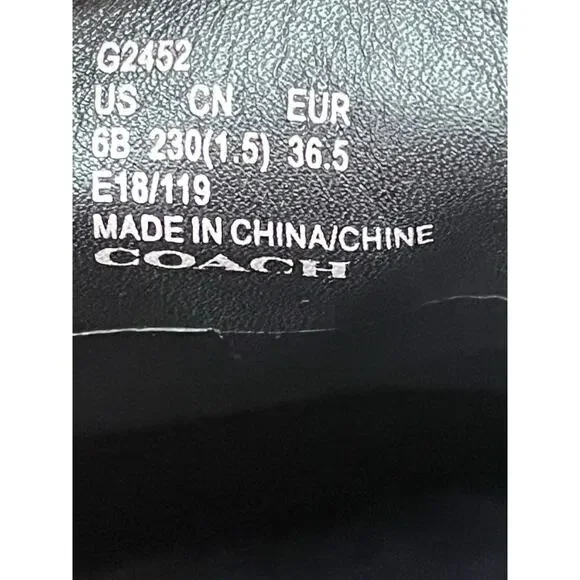 G2452
US CN EUR
6B 230(1.5) 36.5
E18/119
MADE IN CHINA/CHINE
COACH